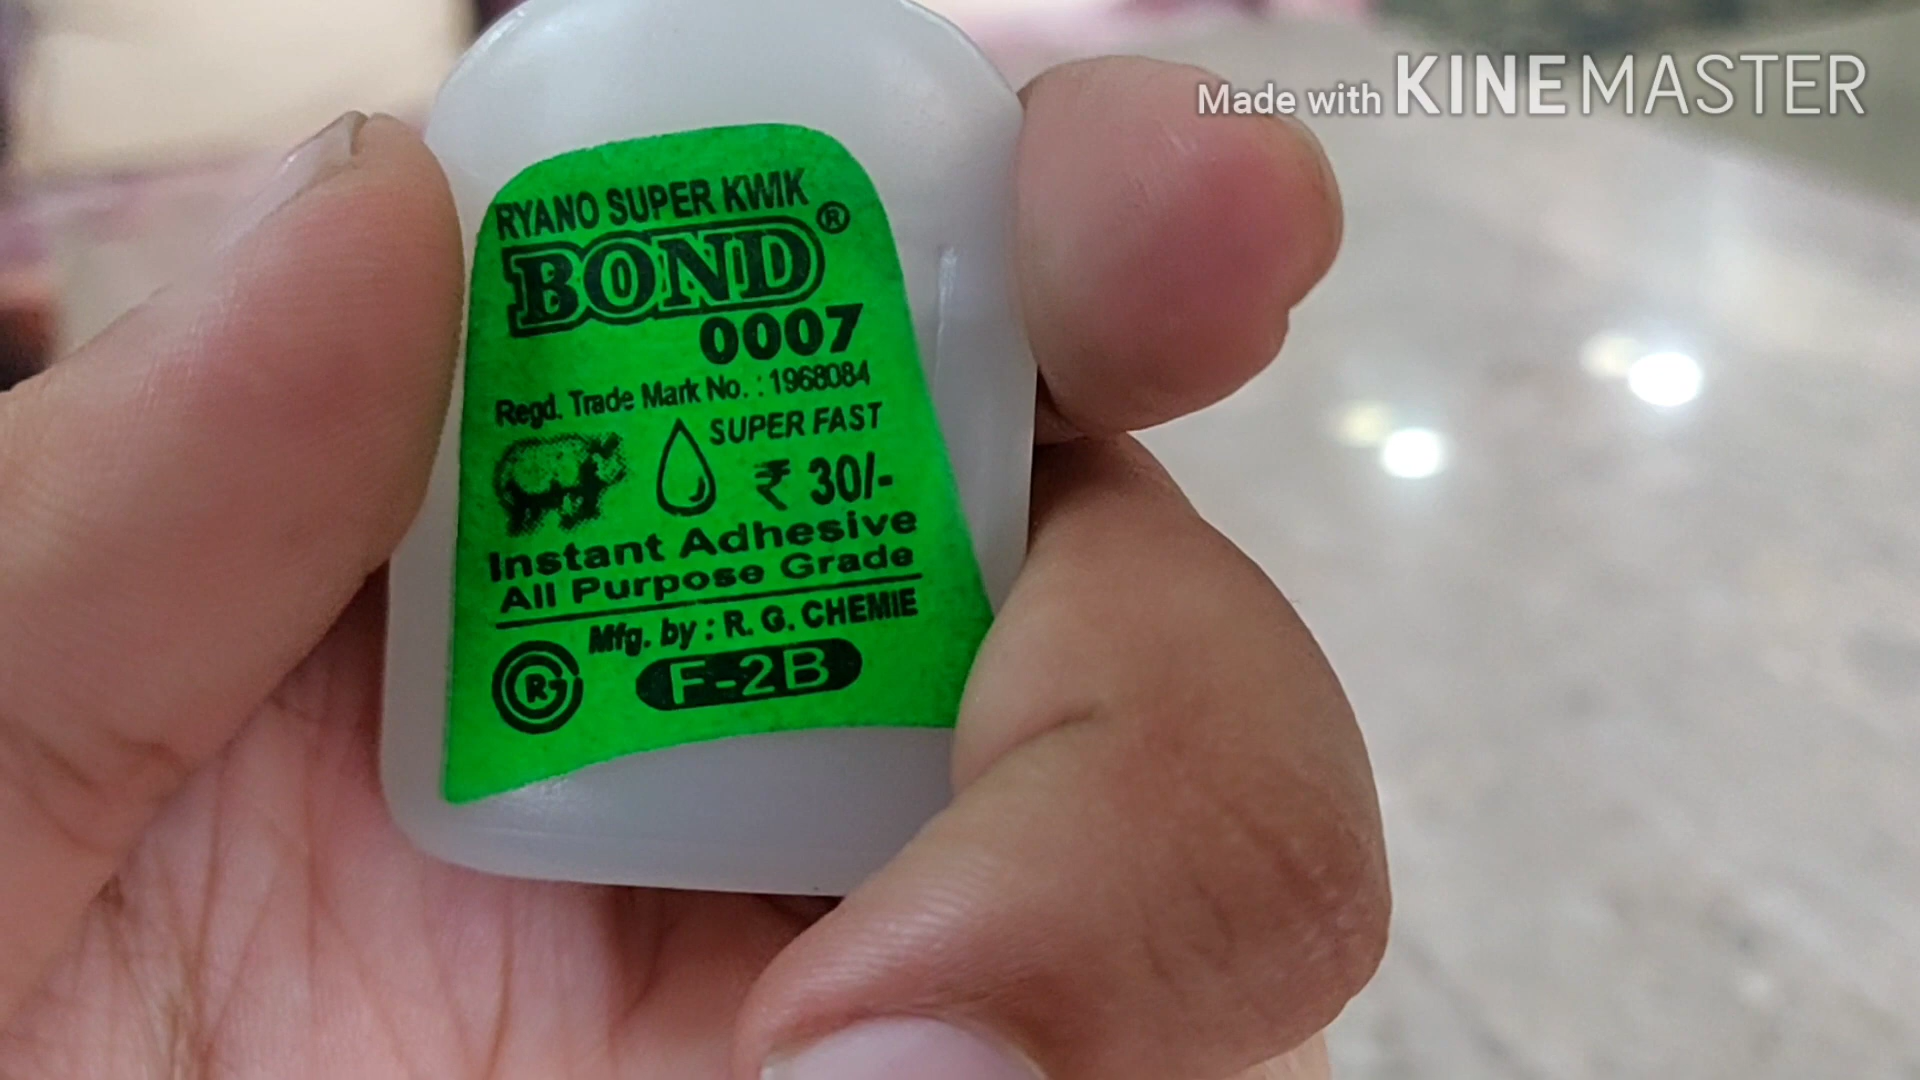 Made with KINEMASTER
RYANO SUPER KWIK
BOND®
0007
Regd. Trade Mark No. : 1968084
SUPER FAST
₹ 30/-
Instant Adhesive
All Purpose Grade
Mfg. by : R. G. CHEMIE
RG
F-2B